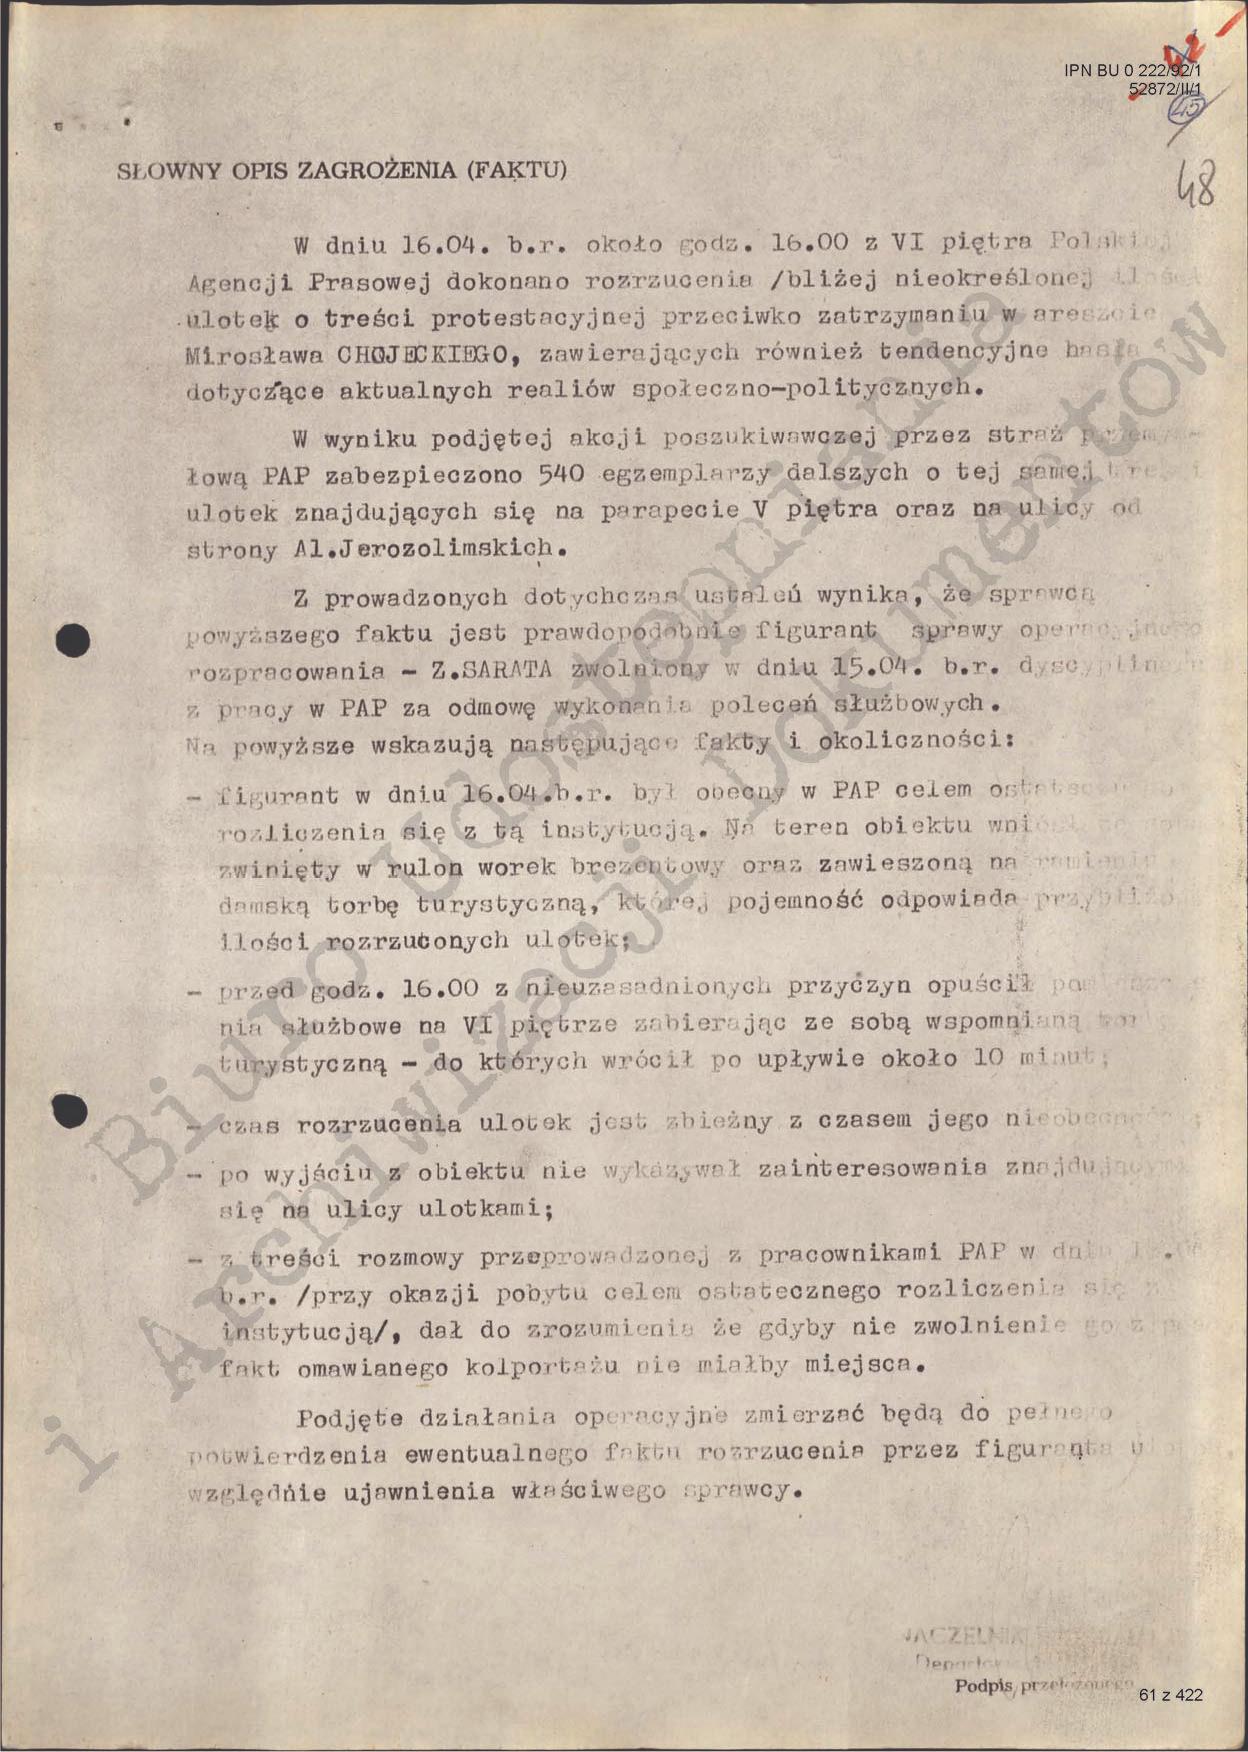 IPN BU 0 222/92/1
52872/II/1
45
48
SŁOWNY OPIS ZAGROŻENIA (FAKTU)
W dniu 16.04. b.r. około godz. 16.00 z VI piętra Polskiej
Agencji Prasowej dokonano rozrzucenia /bliżej nieokreślonej ilości
ulotek o treści protestacyjnej przeciwko zatrzymaniu w areszcie
Mirosława CHOJECKIEGO, zawierających również tendencyjne hasła
dotyczące aktualnych realiów społeczno-politycznych.
W wyniku podjętej akcji poszukiwawczej przez straż przemys-
łową PAP zabezpieczono 540 egzemplarzy dalszych o tej samej treści
ulotek znajdujących się na parapecie V piętra oraz na ulicy od
strony Al.Jerozolimskich.
Z prowadzonych dotychczas ustaleń wynika, że sprawcą
powyższego faktu jest prawdopodobnie figurant sprawy operacyjnego
rozpracowania - Z.SARATA zwolniony w dniu 15.04. b.r. dyscyplinarnie
z pracy w PAP za odmowę wykonania poleceń służbowych.
Na powyższe wskazują następujące fakty i okoliczności:
- figurant w dniu 16.04.b.r. był obecny w PAP celem ostatecznego
rozliczenia się z tą instytucją. Na teren obiektu wniósł
zwinięty w rulon worek brezentowy oraz zawieszoną na ramieniu
damską torbę turystyczną, której pojemność odpowiada
ilości rozrzuconych ulotek;
- przed godz. 16.00 z nieuzasadnionych przyczyn opuścił pomieszcze-
nia służbowe na VI piętrze zabierając ze sobą wspomnianą torbę
turystyczną - do których wrócił po upływie około 10 minut;
- czas rozrzucenia ulotek jest zbieżny z czasem jego nieobecności;
- po wyjściu z obiektu nie wykazywał zainteresowania znajdującymi
się na ulicy ulotkami;
- z treści rozmowy przeprowadzonej z pracownikami PAP w dniu
b.r. /przy okazji pobytu celem ostatecznego rozliczenia się z
instytucją/, dał do zrozumienia że gdyby nie zwolnienie go z
fakt omawianego kolportażu nie miałby miejsca.
Podjęte działania operacyjne zmierzać będą do pełnego
potwierdzenia ewentualnego faktu rozrzucenia przez figuranta
względnie ujawnienia właściwego sprawcy.
NACZELNIK
Podpis przełożonego
61 z 422
Biuro Udostępniania
i Archiwizacji Dokumentów